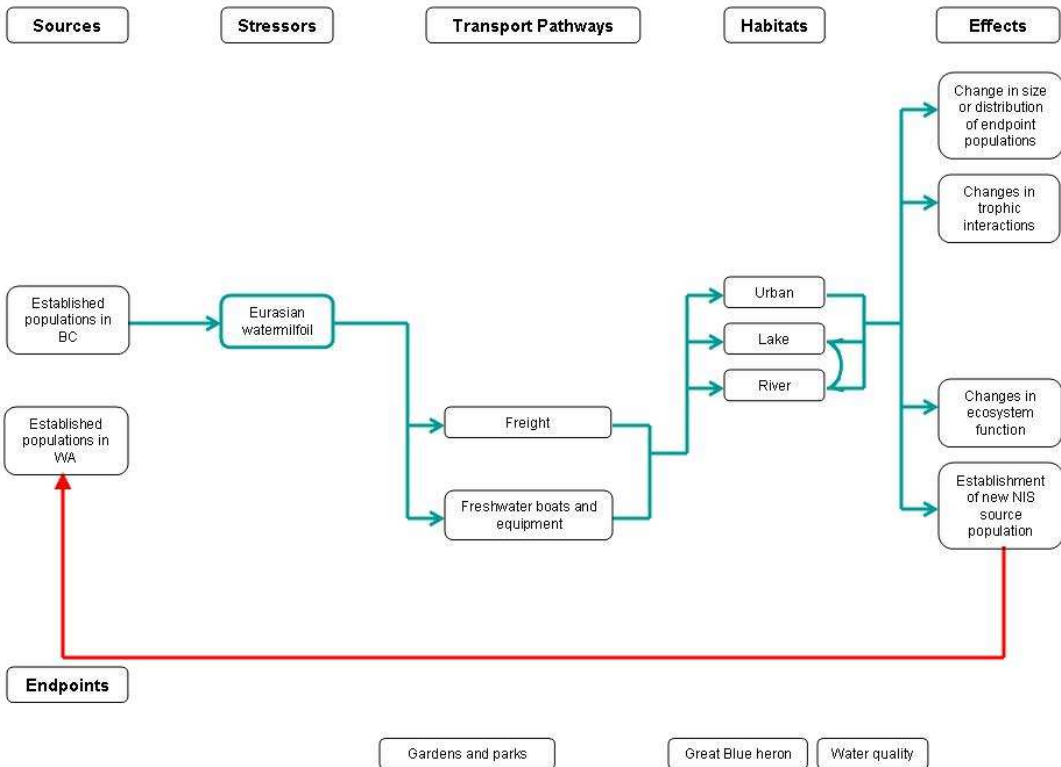 Sources
Stressors
Transport Pathways
Habitats
Effects
Change in size
or distribution
of endpoint
populations
Changes in
trophic
interactions
Established
populations in
BC
Eurasian
watermilfoil
Urban
Lake
River
Established
populations in
WA
Freight
Freshwater boats and
equipment
Changes in
ecosystem
function
Establishment
of new NIS
source
population
Endpoints
Gardens and parks
Great Blue heron
Water quality